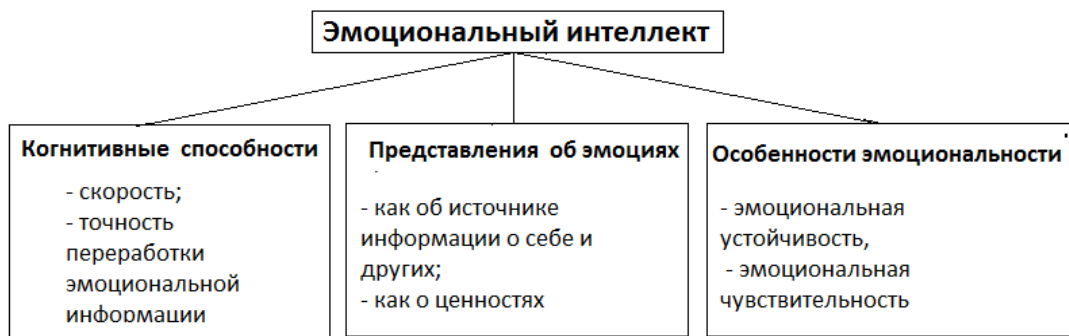 Эмоциональный интеллект
Когнитивные способности
- скорость;
- точность
переработки
эмоциональной
информации
Представления об эмоциях
- как об источнике
информации о себе и
других;
- как о ценностях
Особенности эмоциональности
- эмоциональная
устойчивость,
- эмоциональная
чувствительность